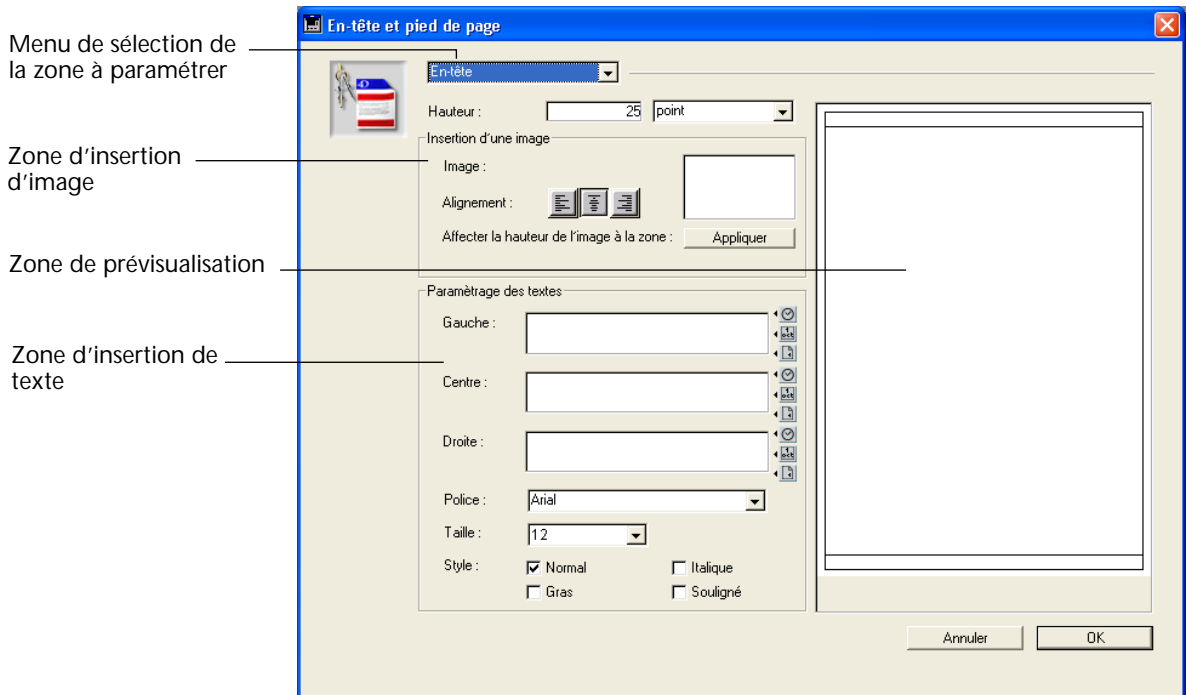 En-tête et pied de page
Menu de sélection de
la zone à paramétrer
En-tête
Hauteur :
25
point
Insertion d'une image
Zone d'insertion
d'image
Image :
Alignement :
Affecter la hauteur de l'image à la zone :
Appliquer
Zone de prévisualisation
Paramètrage des textes
Gauche :
Zone d'insertion de
texte
Centre :
Droite :
Police :
Arial
Taille :
12
Style :
Normal
Italique
Gras
Souligné
Annuler
OK